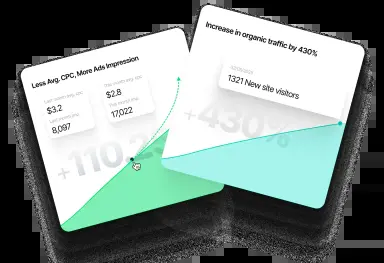 Less Avg. CPC, More Ads Impression
$3.2
$2.8
8,097
17,022
+110.2
Increase in organic traffic by 430%
1321 New site visitors
+430%